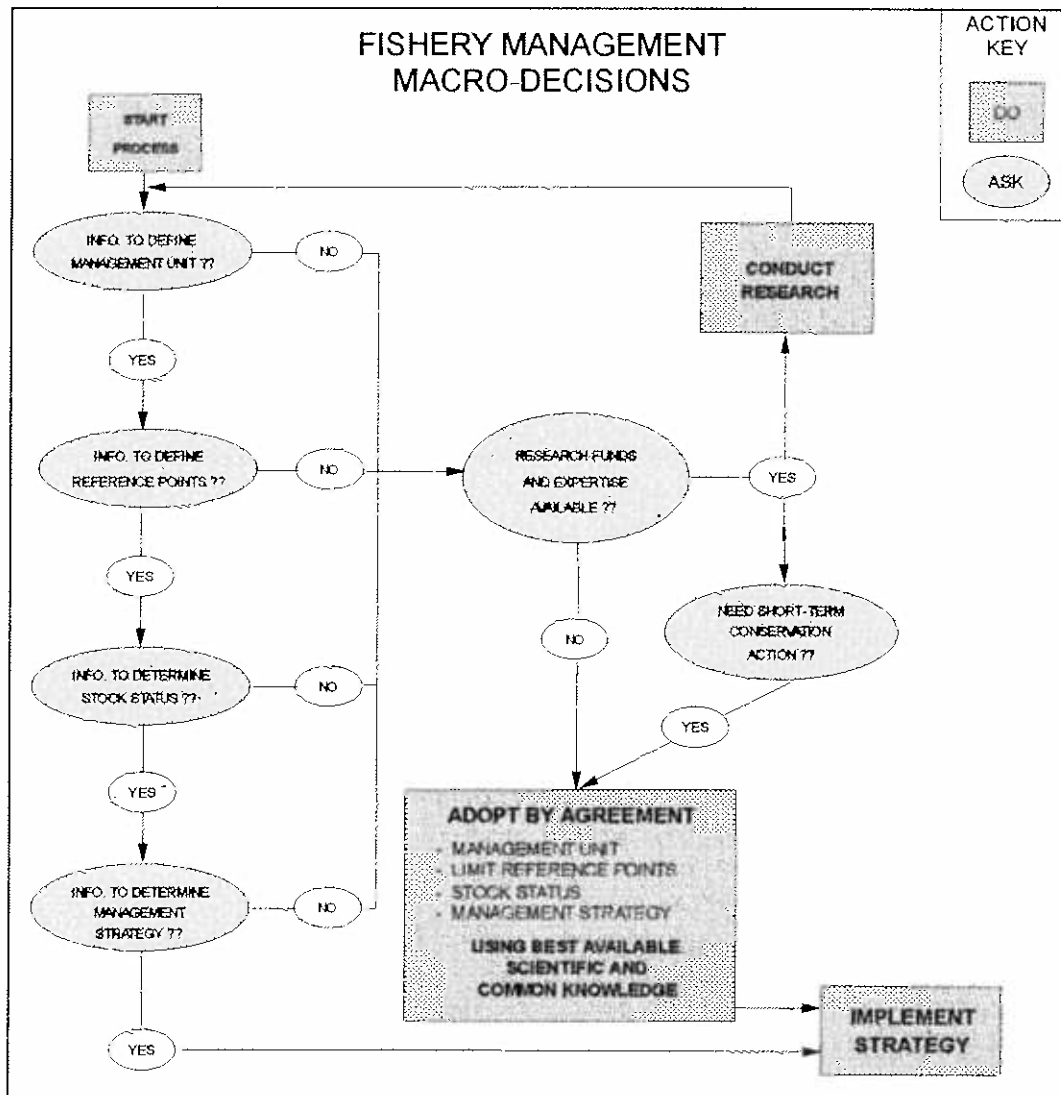 FISHERY MANAGEMENT
MACRO-DECISIONS
ACTION
KEY
DO
ASK
START
PROCESS
INFO. TO DEFINE
MANAGEMENT UNIT ??
NO
CONDUCT
RESEARCH
YES
INFO. TO DEFINE
REFERENCE POINTS ??
NO
RESEARCH FUNDS
AND EXPERTISE
AVAILABLE ??
YES
YES
NEED SHORT-TERM
CONSERVATION
ACTION ??
NO
INFO. TO DETERMINE
STOCK STATUS ??
NO
YES
YES
ADOPT BY AGREEMENT
- MANAGEMENT UNIT
- LIMIT REFERENCE POINTS
- STOCK STATUS
- MANAGEMENT STRATEGY
USING BEST AVAILABLE
SCIENTIFIC AND
COMMON KNOWLEDGE
INFO. TO DETERMINE
MANAGEMENT
STRATEGY ??
NO
YES
IMPLEMENT
STRATEGY